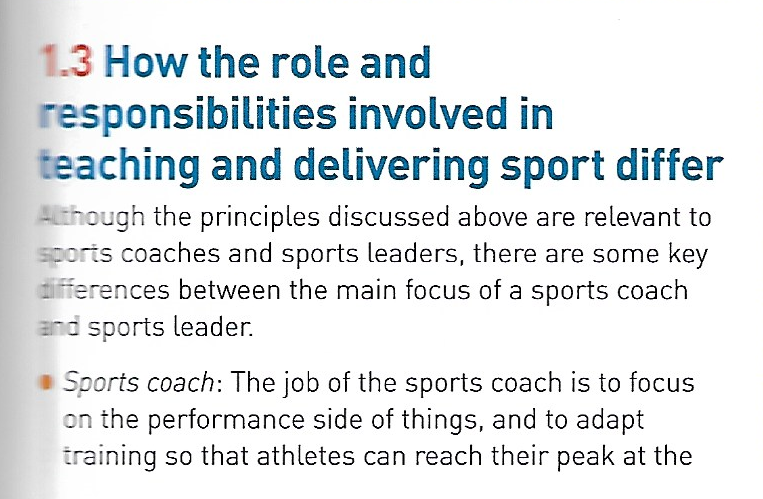 1.3 How the role and
responsibilities involved in
teaching and delivering sport differ
Although the principles discussed above are relevant to
sports coaches and sports leaders, there are some key
differences between the main focus of a sports coach
and sports leader.
• Sports coach: The job of the sports coach is to focus
on the performance side of things, and to adapt
training so that athletes can reach their peak at the